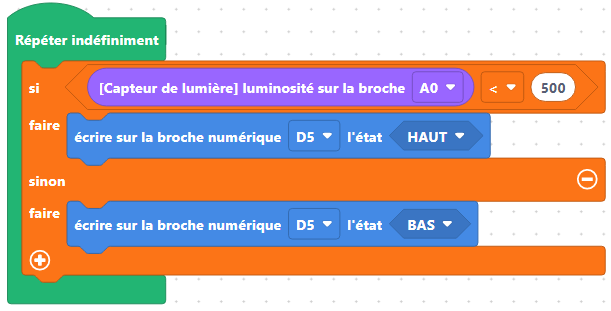 Répéter indéfiniment
si [Capteur de lumière] luminosité sur la broche A0 < 500
faire écrire sur la broche numérique D5 l'état HAUT
sinon
faire écrire sur la broche numérique D5 l'état BAS